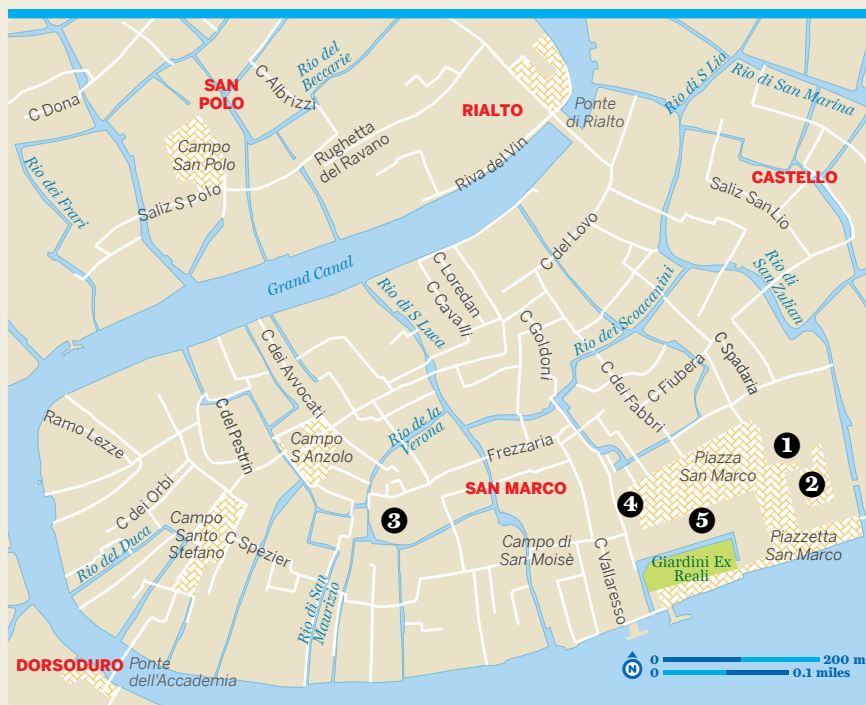 Rio del
Beccarie
C Albrizzi
SAN
POLO
C Dona
RIALTO
Ponte
di Rialto
Rio di S Lio
Rio di San Marina
Campo
San Polo
Rughetta
del Ravano
Riva del Vin
Rio dei Frari
Saliz S Polo
CASTELLO
Saliz San Lio
C del Lovo
Grand Canal
Rio di
San Zulian
C Loredan
C Cavalli
Rio di S Luca
Rio dei Scoacanini
C Goldoni
C dei Avvocati
C Spadaria
C Fiubera
C dei Fabbri
Ramo Lezze
C del Pestrin
Campo
S Anzolo
Rio de la
Verona
Frezzaria
Piazza
San Marco
1
2
C dei Orbi
SAN MARCO
3
4
5
Campo
Santo
Stefano
C Spezier
Rio del Duca
Campo di
San Moisè
Piazzetta
San Marco
C Vallaresso
Giardini Ex
Reali
Rio di San
Maurizio
DORSODURO
Ponte
dell'Accademia
N
0 200 m
0 0.1 miles